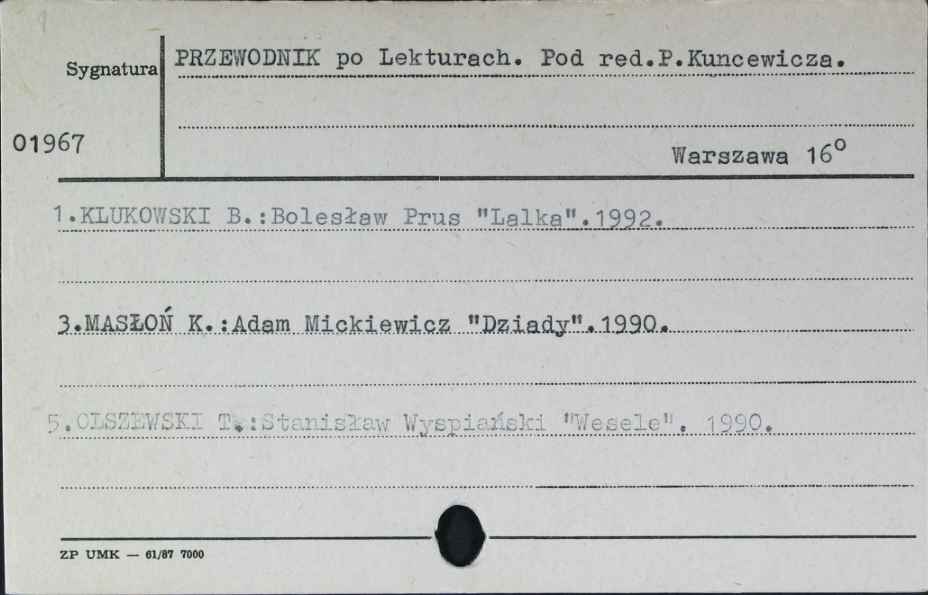 Sygnatura
PRZEWODNIK po Lekturach. Pod red.P.Kuncewicza.
01967
Warszawa 16⁰
1.KLUKOWSKI B.:Bolesław Prus "Lalka".1992.
3.MASŁOŃ K.:Adam Mickiewicz "Dziady".1990.
5.OLSZEWSKI T.:Stanisław Wyspiański "Wesele". 1990.
ZP UMK — 61/87 7000